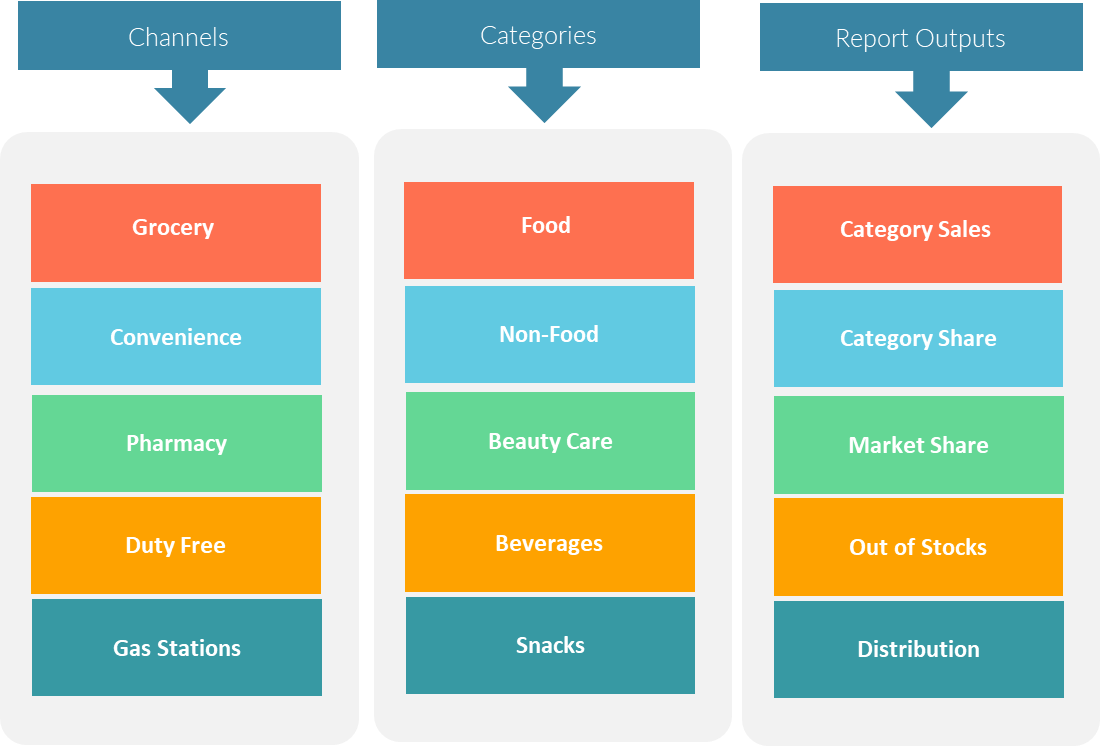 Channels
Grocery
Convenience
Pharmacy
Duty Free
Gas Stations
Categories
Food
Non-Food
Beauty Care
Beverages
Snacks
Report Outputs
Category Sales
Category Share
Market Share
Out of Stocks
Distribution